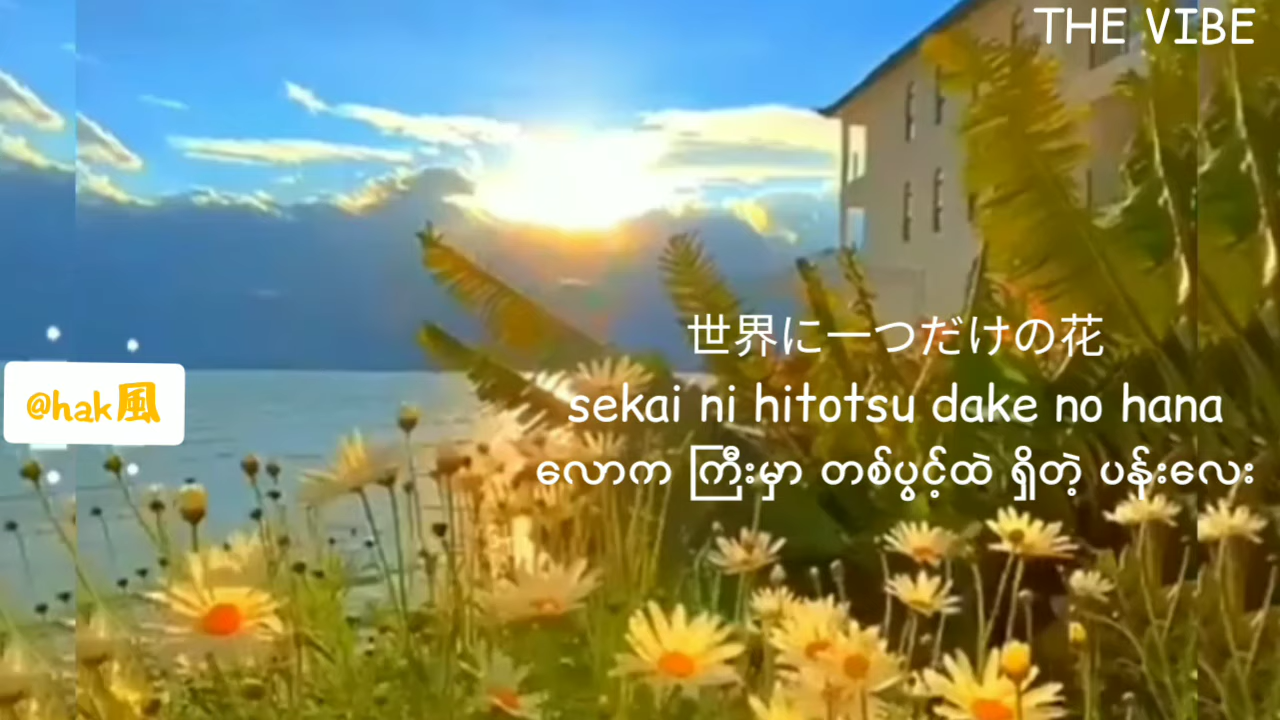 THE VIBE
世界に一つだけの花
@hak風
sekai ni hitotsu dake no hana
လောက ကြီးမှာ တစ်ပွင့်ထဲ ရှိတဲ့ ပန်းလေး